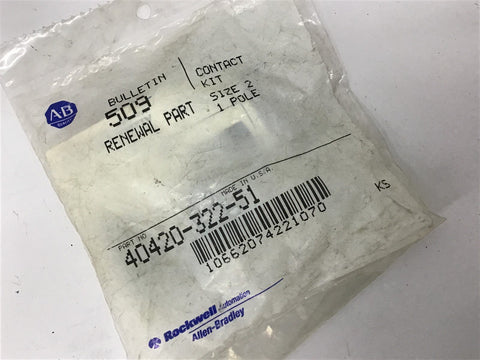 AB
BULLETIN
509
RENEWAL PART
CONTACT
KIT
SIZE 2
1 POLE
MADE IN U.S.A.
PART NO
40420-322-51
10662074221070
KS
Rockwell Automation
Allen-Bradley